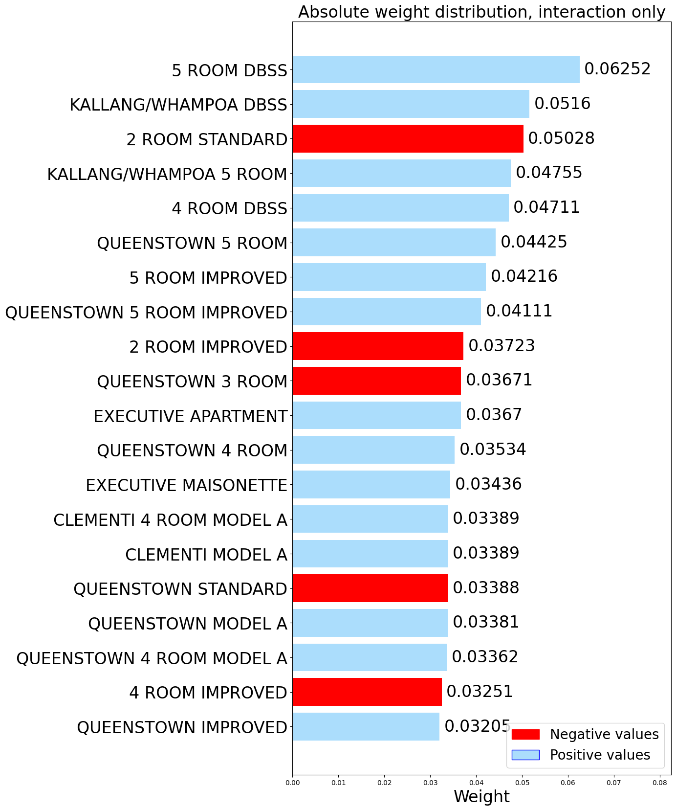 Absolute weight distribution, interaction only
5 ROOM DBSS 0.06252
KALLANG/WHAMPOA DBSS 0.0516
2 ROOM STANDARD 0.05028
KALLANG/WHAMPOA 5 ROOM 0.04755
4 ROOM DBSS 0.04711
QUEENSTOWN 5 ROOM 0.04425
5 ROOM IMPROVED 0.04216
QUEENSTOWN 5 ROOM IMPROVED 0.04111
2 ROOM IMPROVED 0.03723
QUEENSTOWN 3 ROOM 0.03671
EXECUTIVE APARTMENT 0.0367
QUEENSTOWN 4 ROOM 0.03534
EXECUTIVE MAISONETTE 0.03436
CLEMENTI 4 ROOM MODEL A 0.03389
CLEMENTI MODEL A 0.03389
QUEENSTOWN STANDARD 0.03388
QUEENSTOWN MODEL A 0.03381
QUEENSTOWN 4 ROOM MODEL A 0.03362
4 ROOM IMPROVED 0.03251
QUEENSTOWN IMPROVED 0.03205
Negative values
Positive values
0.00 0.01 0.02 0.03 0.04 0.05 0.06 0.07 0.08
Weight